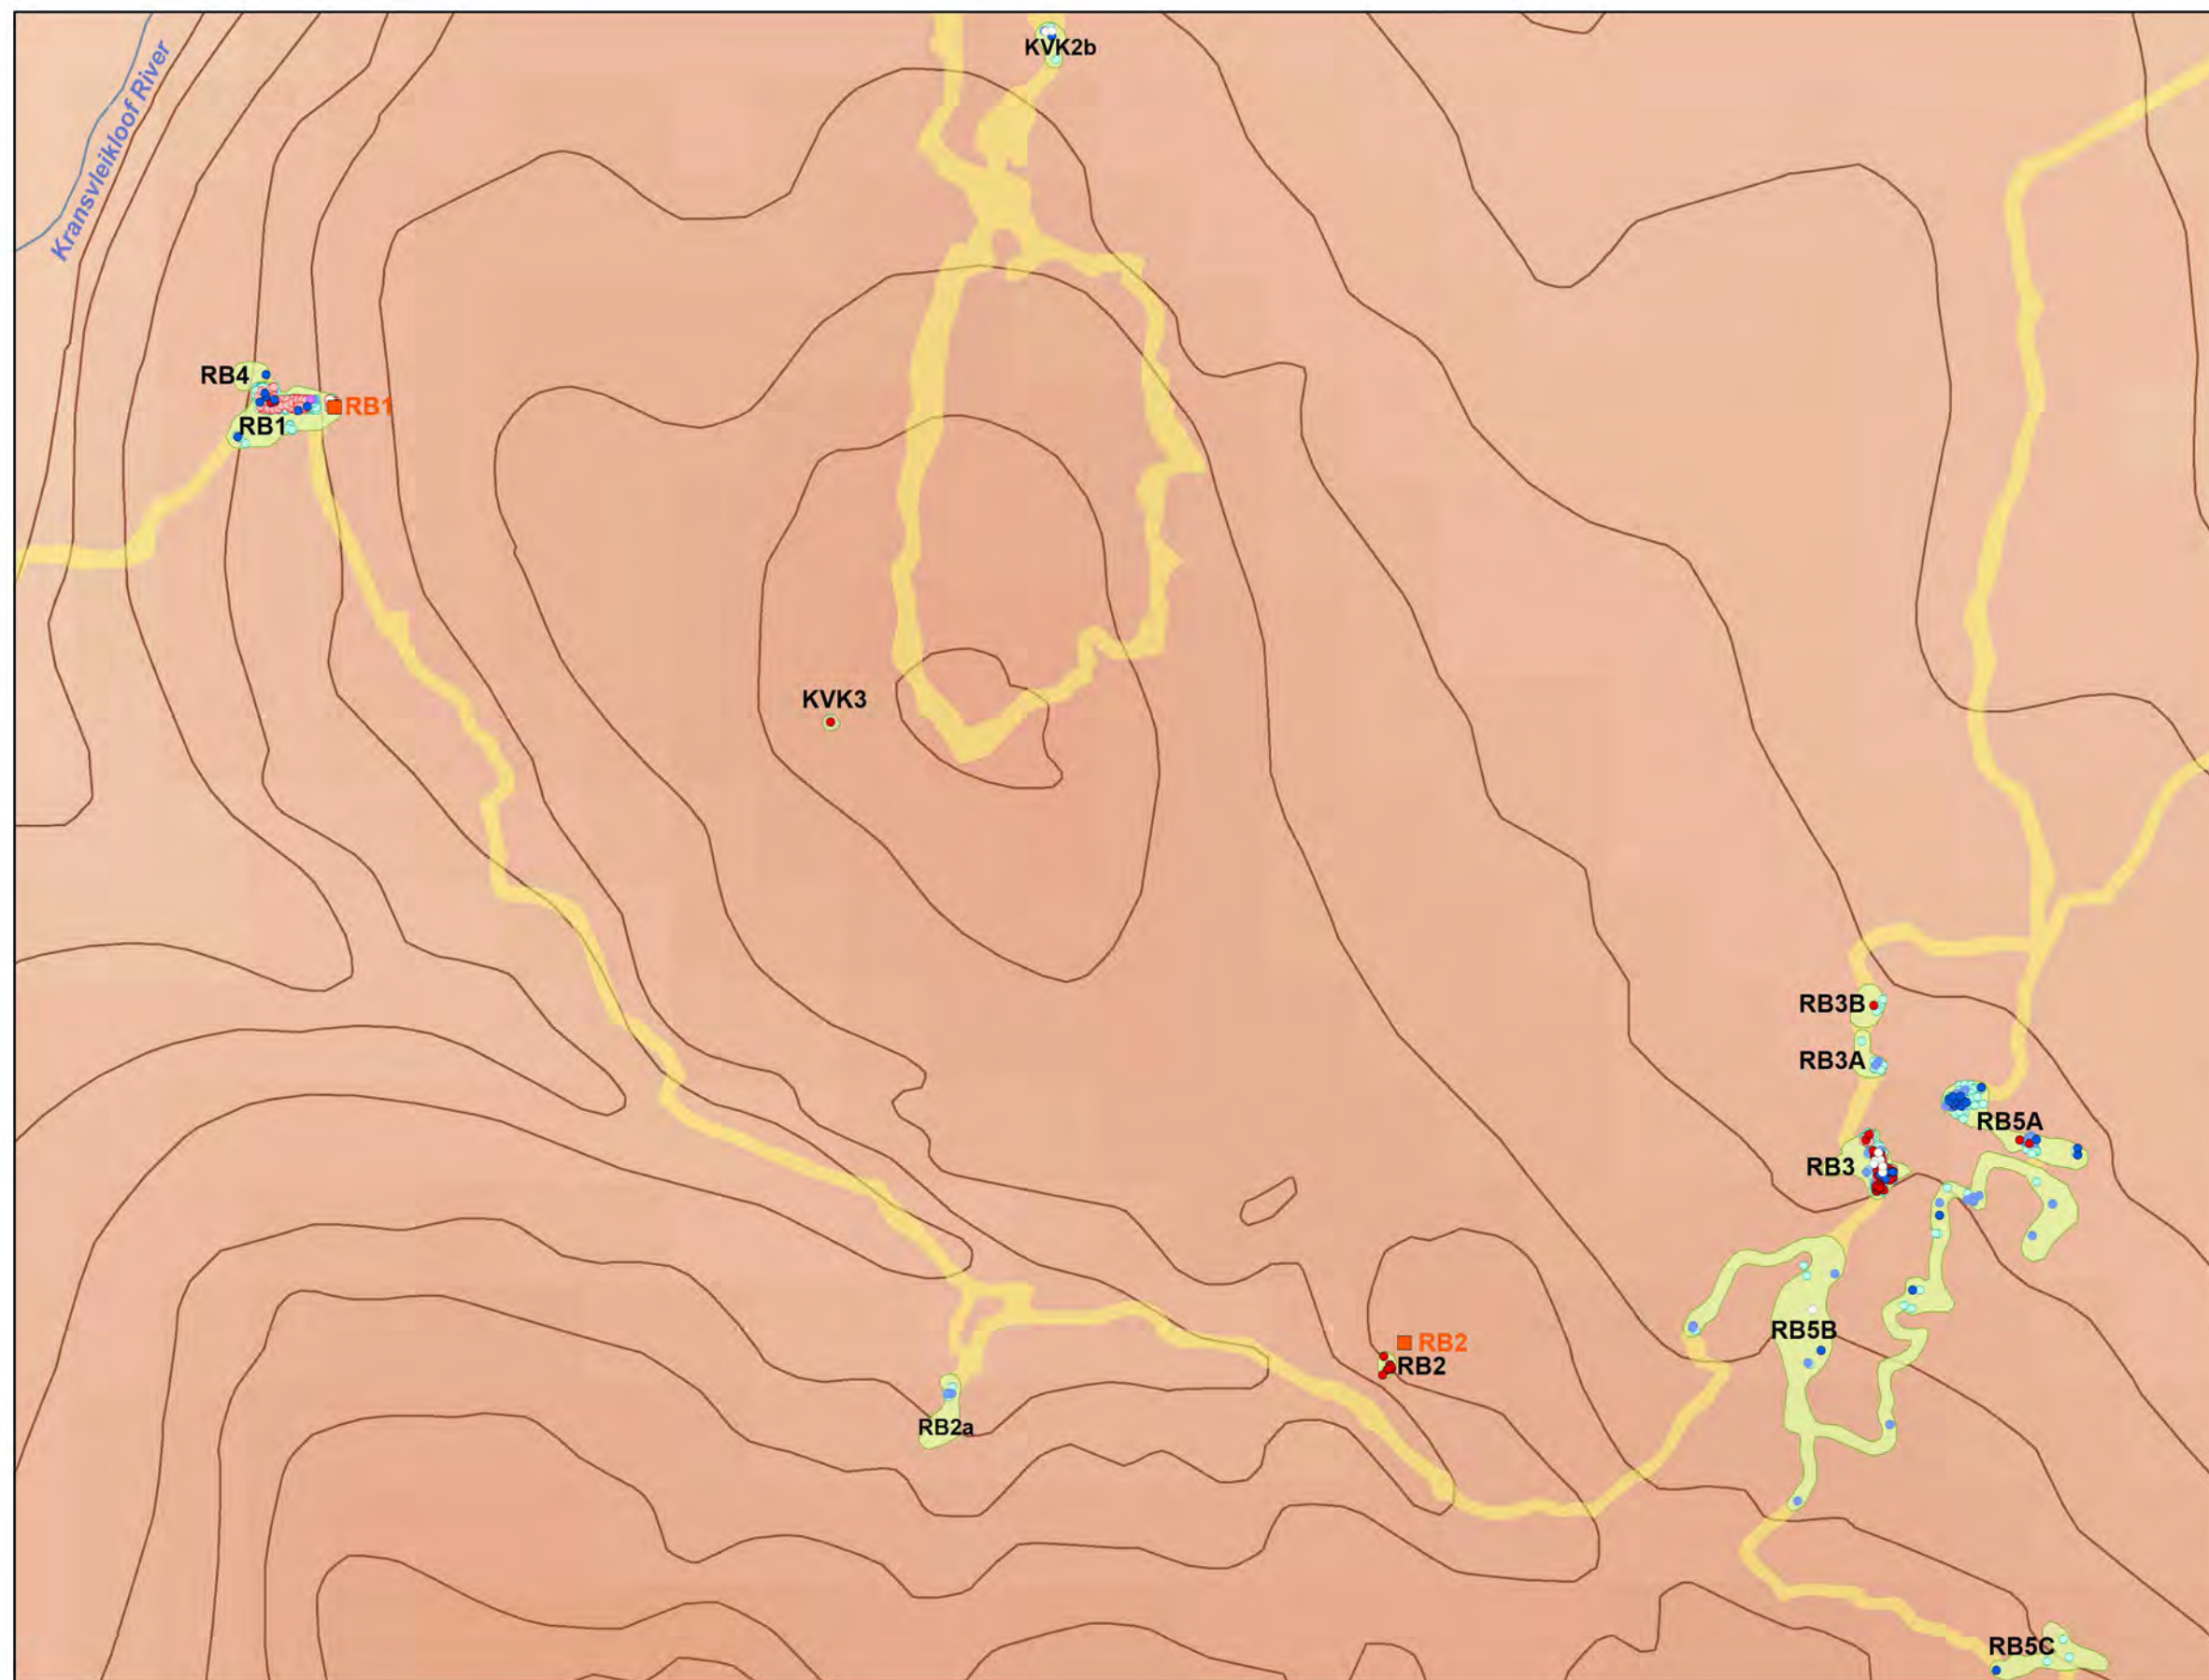 KVK2b
Kransvleikloof River
RB4
RB1
RB1
KVK3
RB3B
RB3A
RB5A
RB3
RB5B
RB2
RB2
RB2a
RB5C